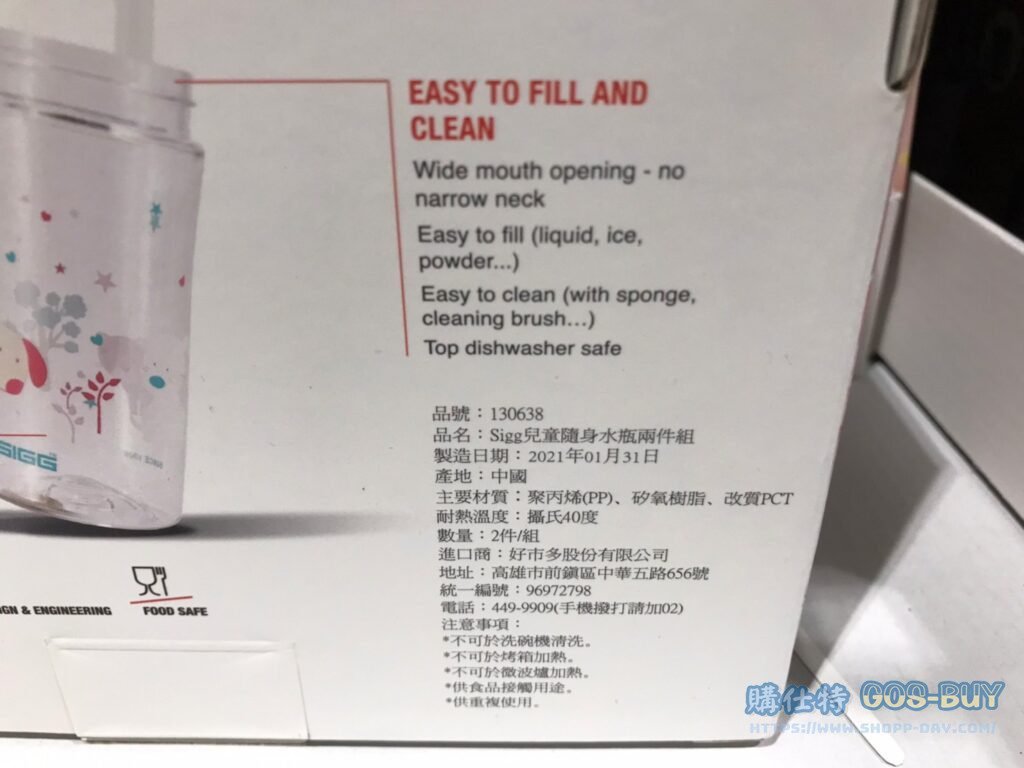 EASY TO FILL AND
CLEAN
Wide mouth opening - no
narrow neck
Easy to fill (liquid, ice,
powder...)
Easy to clean (with sponge,
cleaning brush...)
Top dishwasher safe
SIGG
品號：130638
品名：Sigg兒童隨身水瓶兩件組
製造日期：2021年01月31日
產地：中國
主要材質：聚丙烯(PP)、矽氧樹脂、改質PCT
耐熱溫度：攝氏40度
數量：2件/組
進口商：好市多股份有限公司
地址：高雄市前鎮區中華五路656號
統一編號：96972798
電話：449-9909(手機撥打請加02)
注意事項：
*不可於洗碗機清洗。
*不可於烤箱加熱。
*不可於微波爐加熱。
*供食品接觸用途。
*供重複使用。
GN & ENGINEERING
FOOD SAFE
購仕特 GOS-BUY
HTTPS://WWW.SHOPP-DAY.COM/